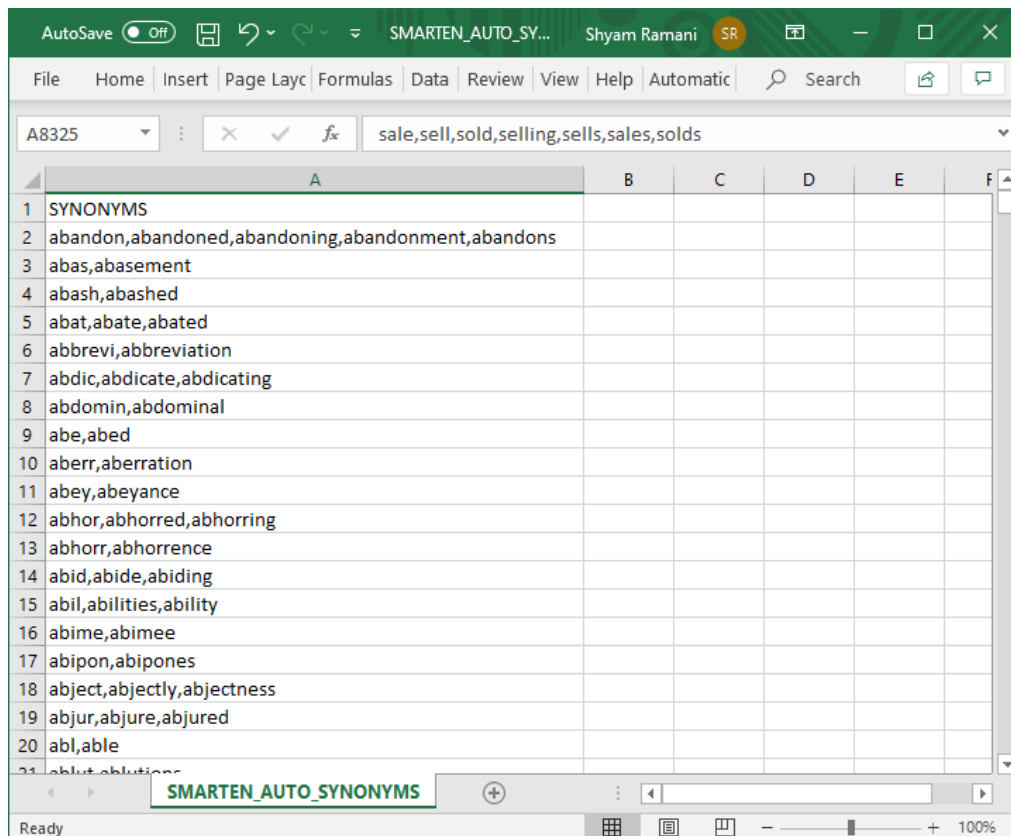 AutoSave Off SMARTEN_AUTO_SY... Shyam Ramani SR
File Home Insert Page Layc Formulas Data Review View Help Automatic Search
A8325 fx sale,sell,sold,selling,sells,sales,solds
A B C D E F
1 SYNONYMS
2 abandon,abandoned,abandoning,abandonment,abandons
3 abas,abasement
4 abash,abashed
5 abat,abate,abated
6 abbrevi,abbreviation
7 abdic,abdicate,abdicating
8 abdomin,abdominal
9 abe,abed
10 aberr,aberration
11 abey,abeyance
12 abhor,abhorred,abhorring
13 abhorr,abhorrence
14 abid,abide,abiding
15 abil,abilities,ability
16 abime,abimee
17 abipon,abipones
18 abject,abjectly,abjectness
19 abjur,abjure,abjured
20 abl,able
21 ablut,ablutions
SMARTEN_AUTO_SYNONYMS
Ready 100%